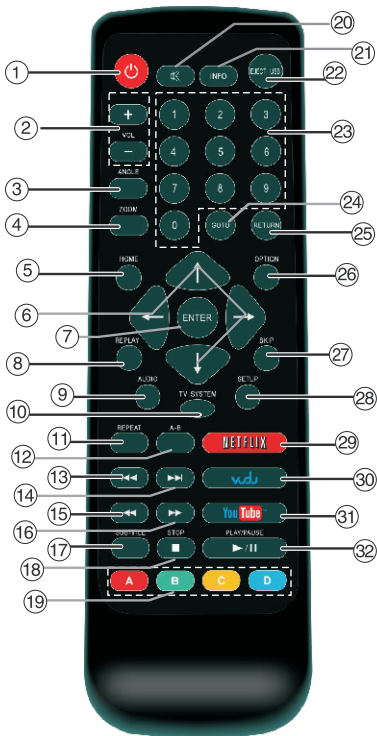 20
21
INFO
EJECT USB
22
1
2
+
VOL
−
1 2 3
23
4 5 6
3
ANGLE
7 8 9
4
ZOOM
0
GOTO
RETURN
24
25
5
HOME
OPTION
26
6
7
ENTER
8
REPLAY
SKIP
27
9
AUDIO
SETUP
28
10
TV SYSTEM
11
REPEAT
A-B
NETFLIX
29
12
13
vudu
30
14
15
You Tube
31
16
17
SUBTITLE
STOP
PLAY/PAUSE
32
18
A B C D
19